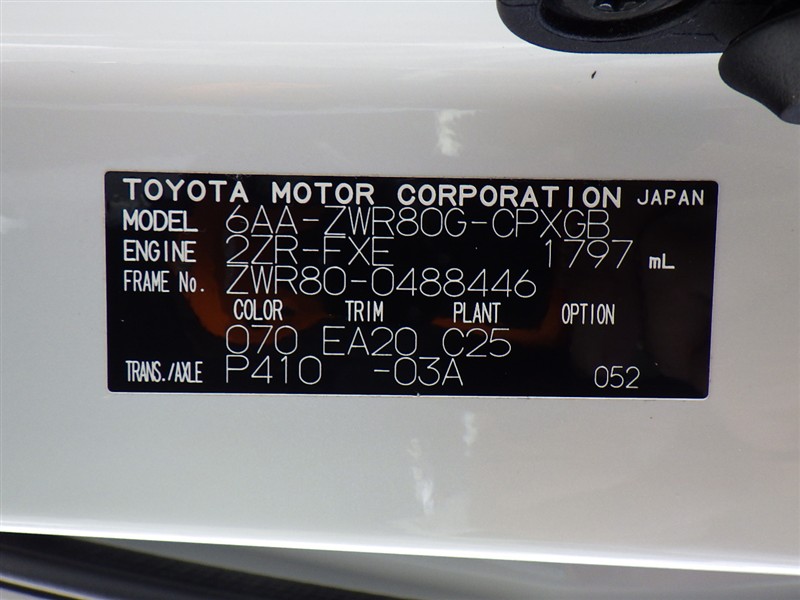 TOYOTA MOTOR CORPORATION JAPAN
MODEL 6AA-ZWR80G-CPXGB
ENGINE 2ZR-FXE 1797 mL
FRAME No. ZWR80-0488446
COLOR TRIM PLANT OPTION
070 EA20 C25
TRANS./AXLE P410 -03A 052